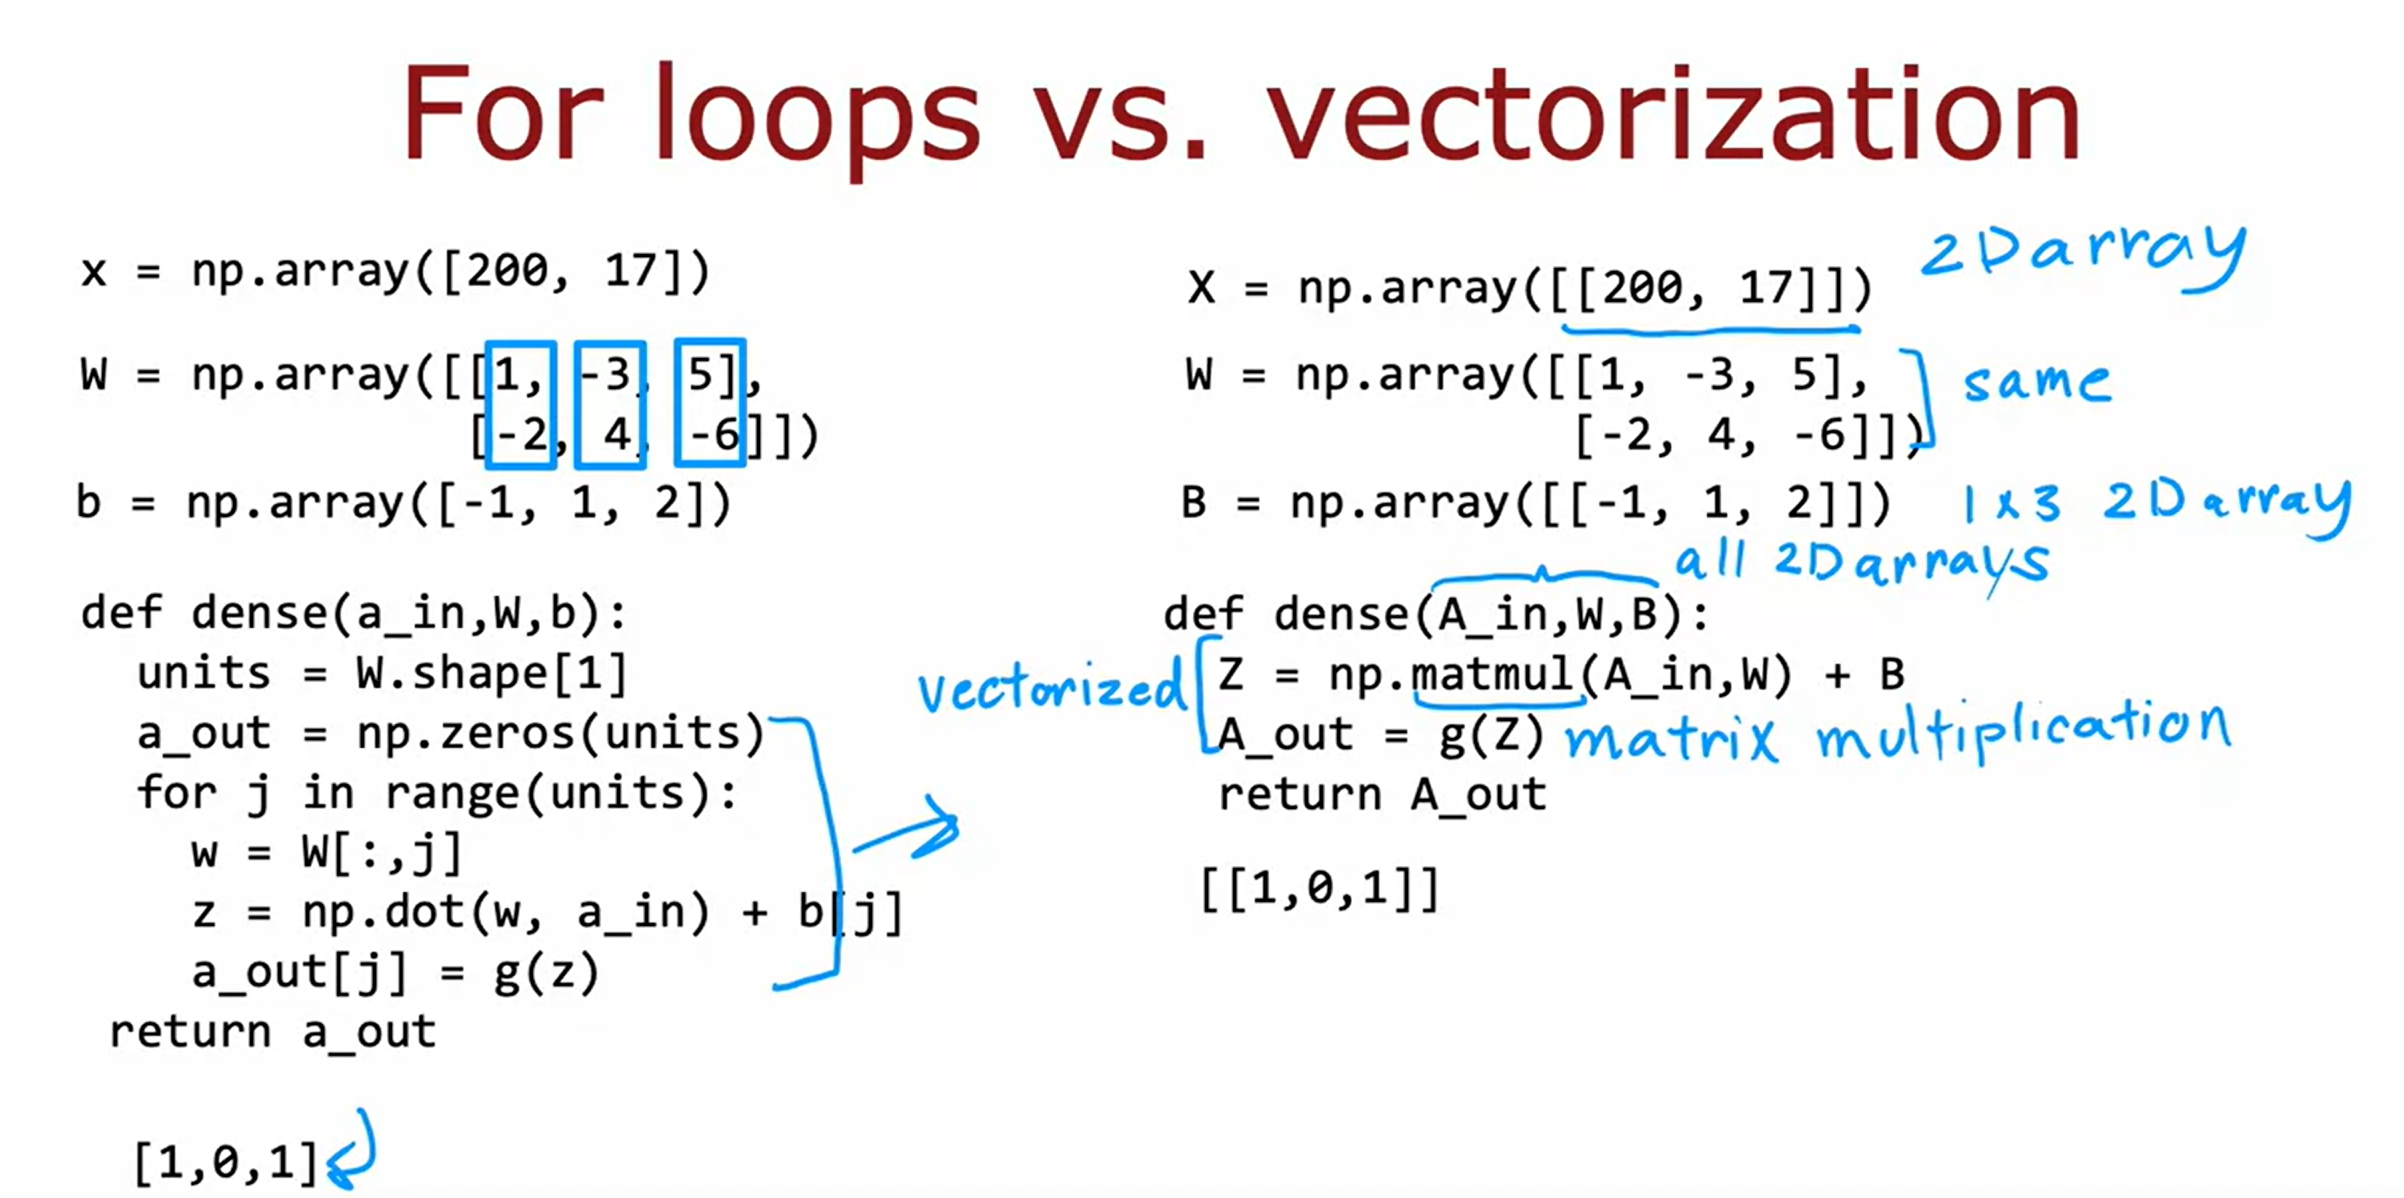 For loops vs. vectorization
x = np.array([200, 17])
W = np.array([[1, -3, 5],
[-2, 4, -6]])
b = np.array([-1, 1, 2])
def dense(a_in,W,b):
units = W.shape[1]
a_out = np.zeros(units)
for j in range(units):
w = W[:,j]
z = np.dot(w, a_in) + b[j]
a_out[j] = g(z)
return a_out
[1,0,1]
X = np.array([[200, 17]]) 2D array
W = np.array([[1, -3, 5],
[-2, 4, -6]]) same
B = np.array([[-1, 1, 2]]) 1x3 2D array
all 2D arrays
def dense(A_in,W,B):
vectorized Z = np.matmul(A_in,W) + B
A_out = g(Z) matrix multiplication
return A_out
[[1,0,1]]